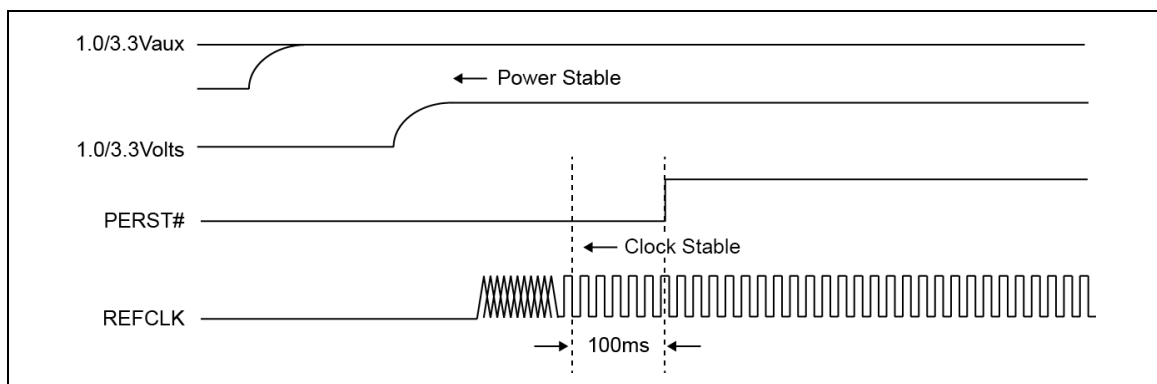 1.0/3.3Vaux
Power Stable
1.0/3.3Volts
PERST#
Clock Stable
REFCLK
100ms